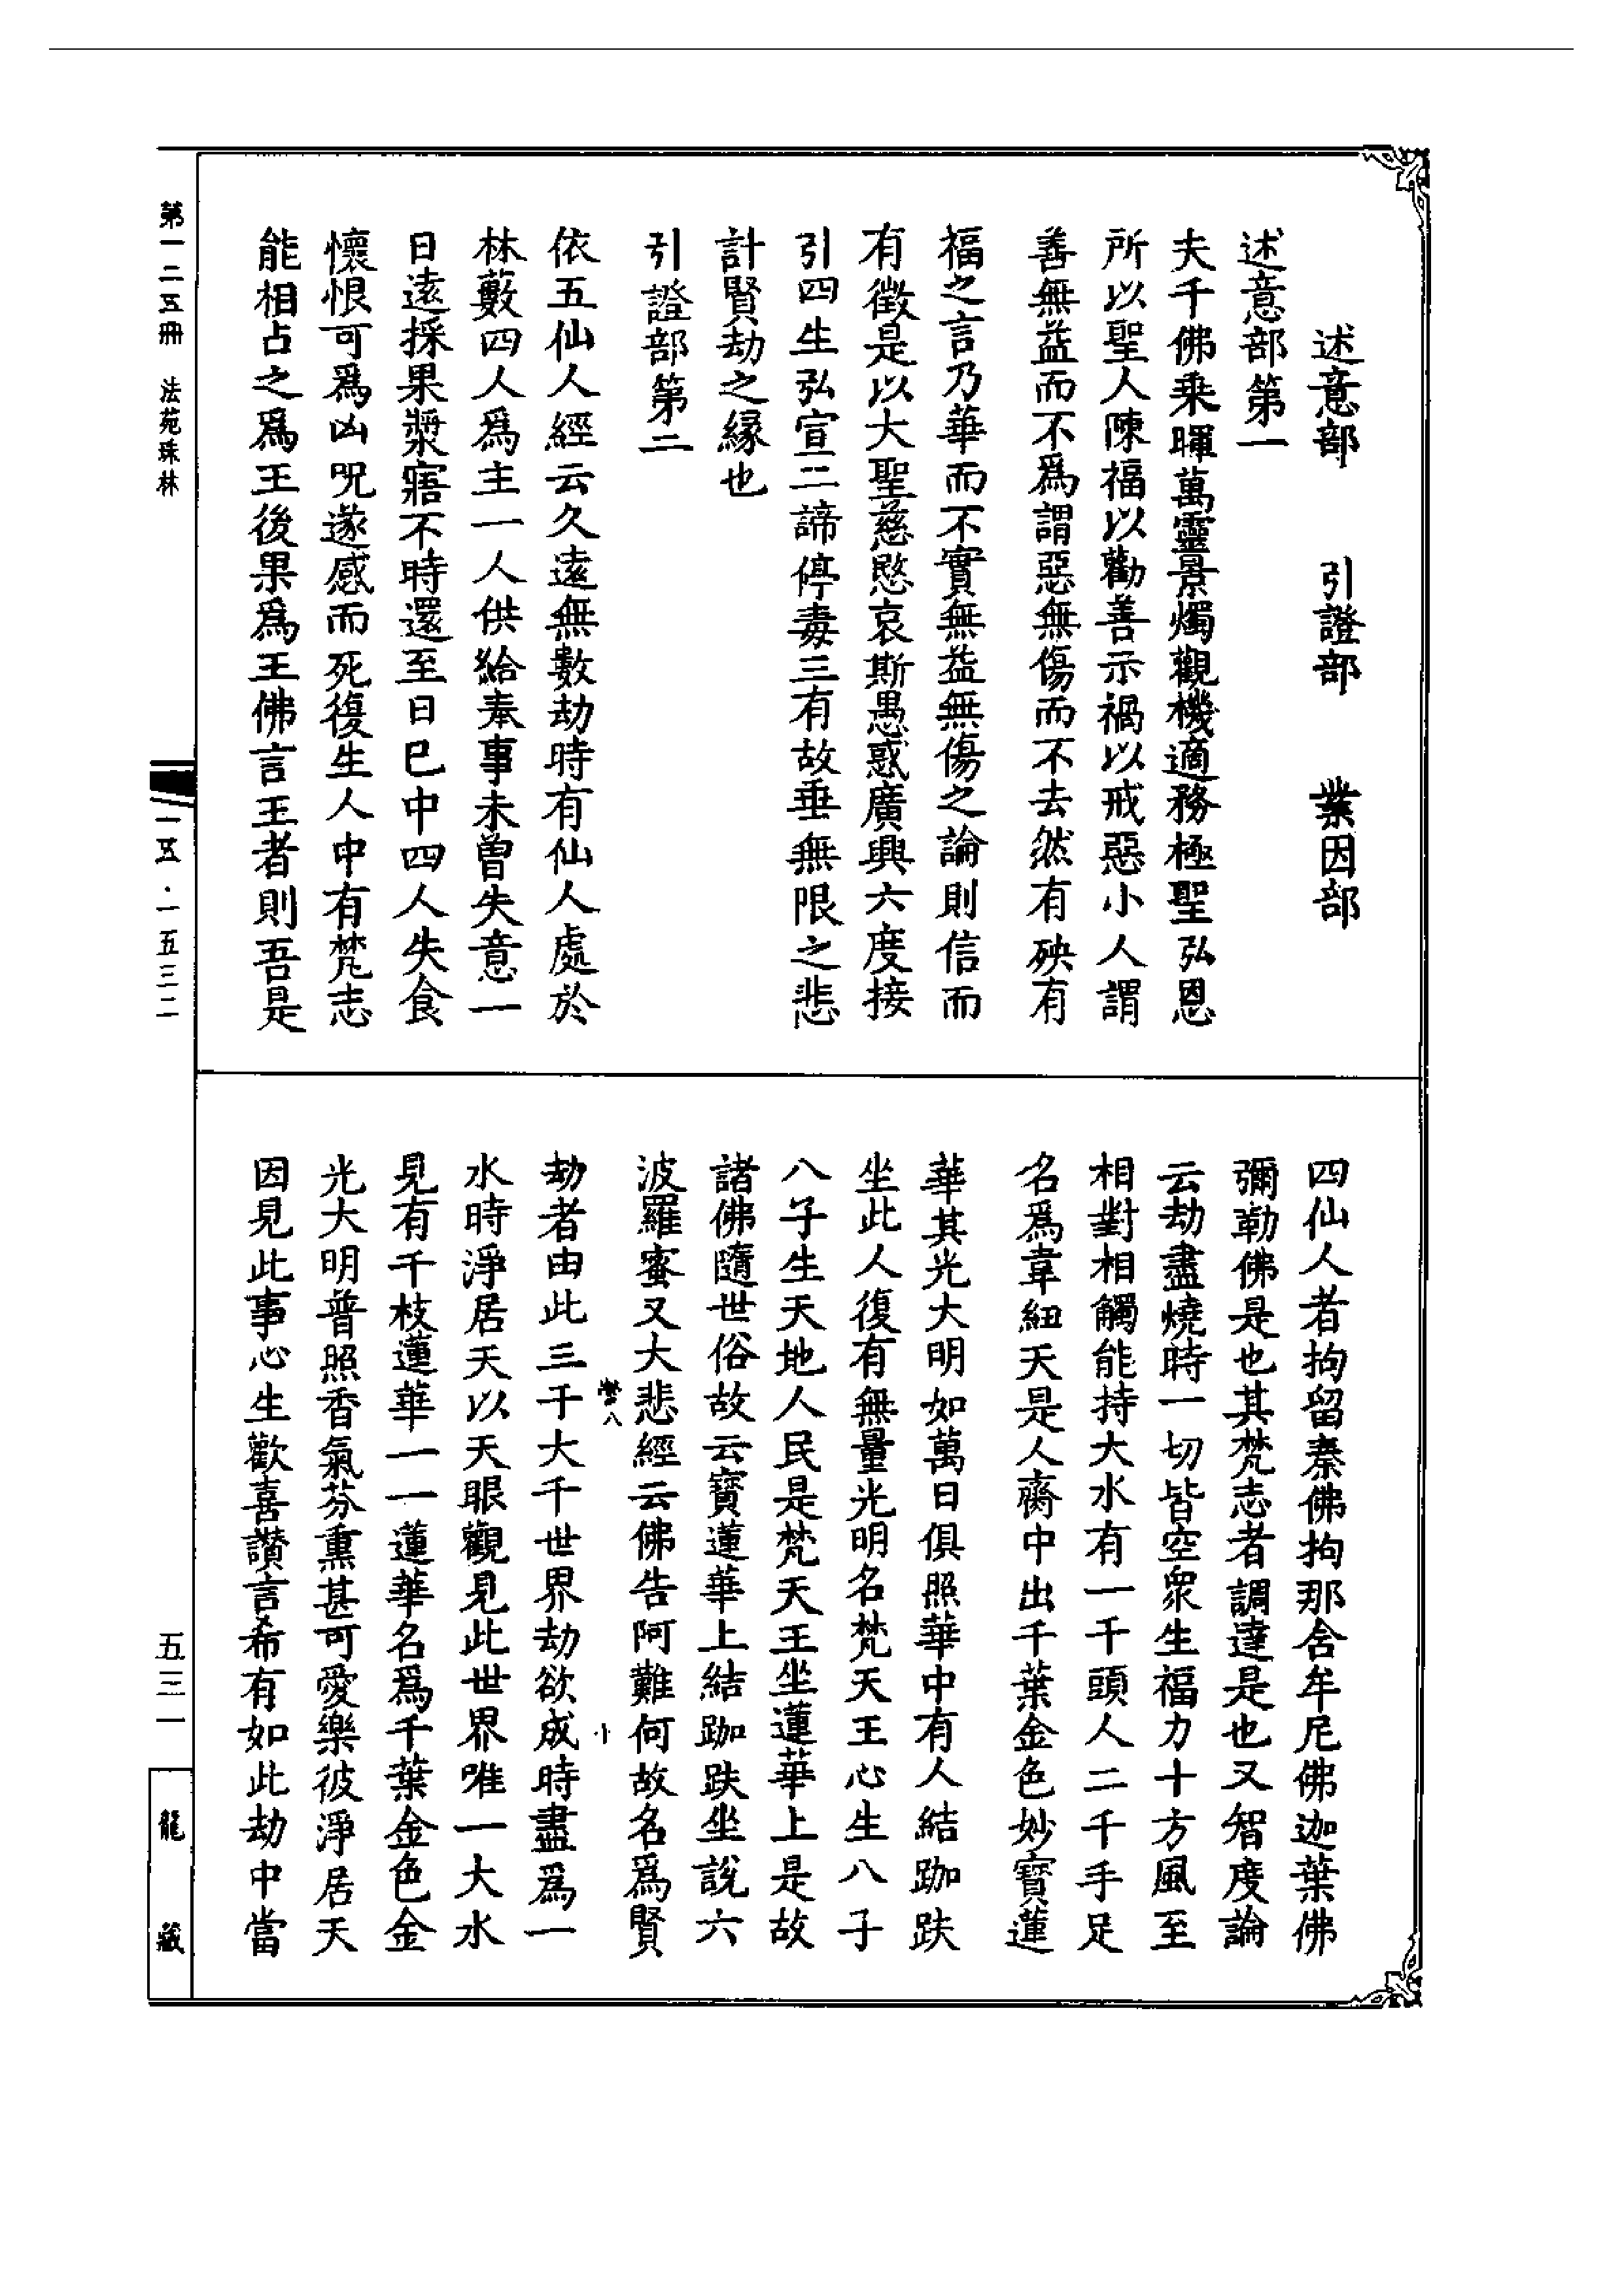 述意部　引證部　業因部
述意部第一
夫千佛乘暉萬靈景燭觀機適務極聖弘恩
所以聖人陳福以勸善示禍以戒惡小人謂
善無益而不爲謂惡無傷而不去然有殃有
福之言乃華而不實無益無傷之論則信而
有徵是以大聖慈愍哀斯愚惑廣興六度接
引四生弘宣二諦停毒三有故垂無限之悲
計賢劫之緣也
引證部第二
依五仙人經云久遠無數劫時有仙人處於
林藪四人爲主一人供給奉事未曾失意一
日遠採果漿寤不時還至日已中四人失食
懷恨可爲凶呪遂感而死復生人中有梵志
能相占之爲王後果爲王佛言王者則吾是
四仙人者拘留秦佛拘那含牟尼佛迦葉佛
彌勒佛是也其梵志者調達是也又智度論
云劫盡燒時一切皆空衆生福力十方風至
相對相觸能持大水有一千頭人二千手足
名爲韋紐天是人臍中出千葉金色妙寶蓮
華其光大明如萬日俱照華中有人結跏趺
坐此人復有無量光明名梵天王心生八子
八子生天地人民是梵天王坐蓮華上是故
諸佛隨世俗故云寶蓮華上結跏趺坐說六
波羅蜜又大悲經云佛告阿難何故名爲賢
劫者由此三千大千世界劫欲成時盡爲一
水時淨居天以天眼觀見此世界唯一大水
見有千枝蓮華一一蓮華名爲千葉金色金
光大明普照香氣芬熏甚可愛樂彼淨居天
因見此事心生歡喜讚言希有如此劫中當
第一二五冊　法苑珠林
一二五·一五三二
五三一
龍藏